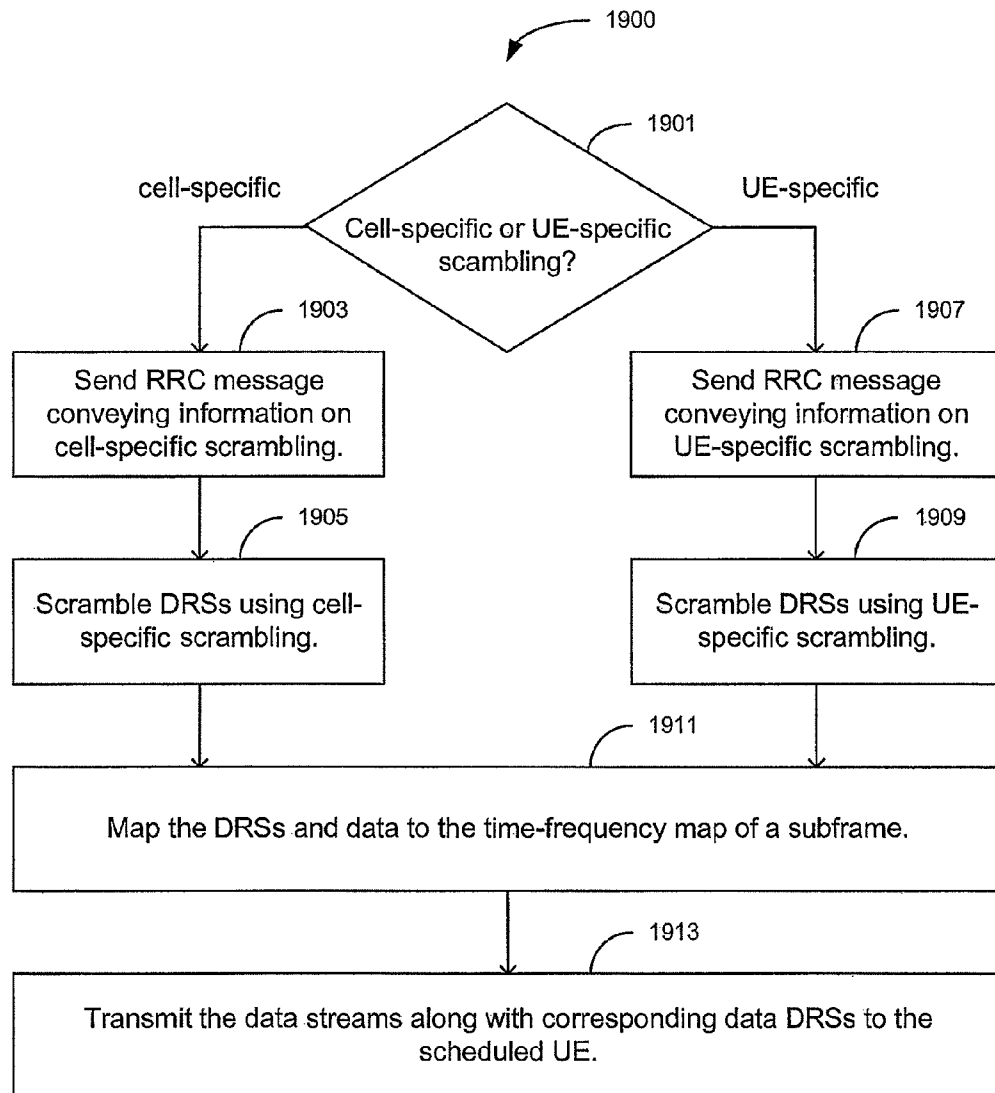 1900
1901
cell-specific
UE-specific
Cell-specific or UE-specific
scambling?
1903
1907
Send RRC message
conveying information on
cell-specific scrambling.
Send RRC message
conveying information on
UE-specific scrambling.
1905
1909
Scramble DRSs using cell-
specific scrambling.
Scramble DRSs using UE-
specific scrambling.
1911
Map the DRSs and data to the time-frequency map of a subframe.
1913
Transmit the data streams along with corresponding data DRSs to the
scheduled UE.